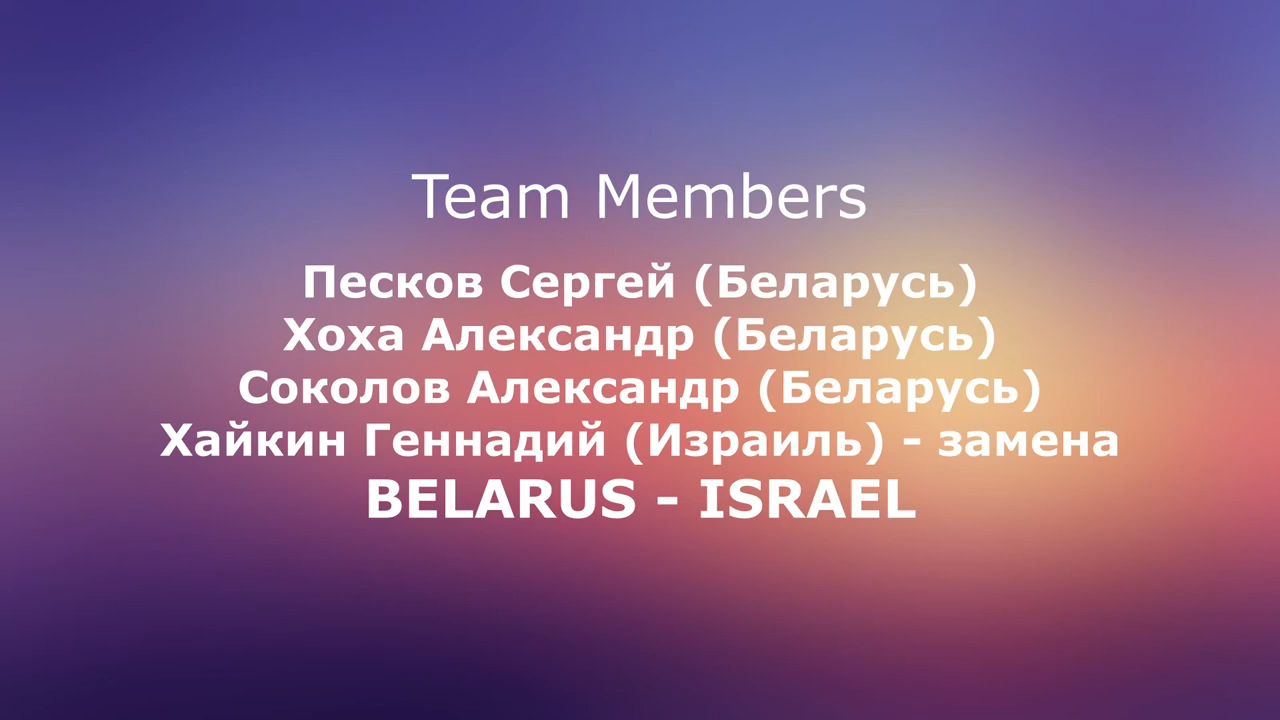 Team Members
Песков Сергей (Беларусь)
Хоха Александр (Беларусь)
Соколов Александр (Беларусь)
Хайкин Геннадий (Израиль) - замена
BELARUS - ISRAEL